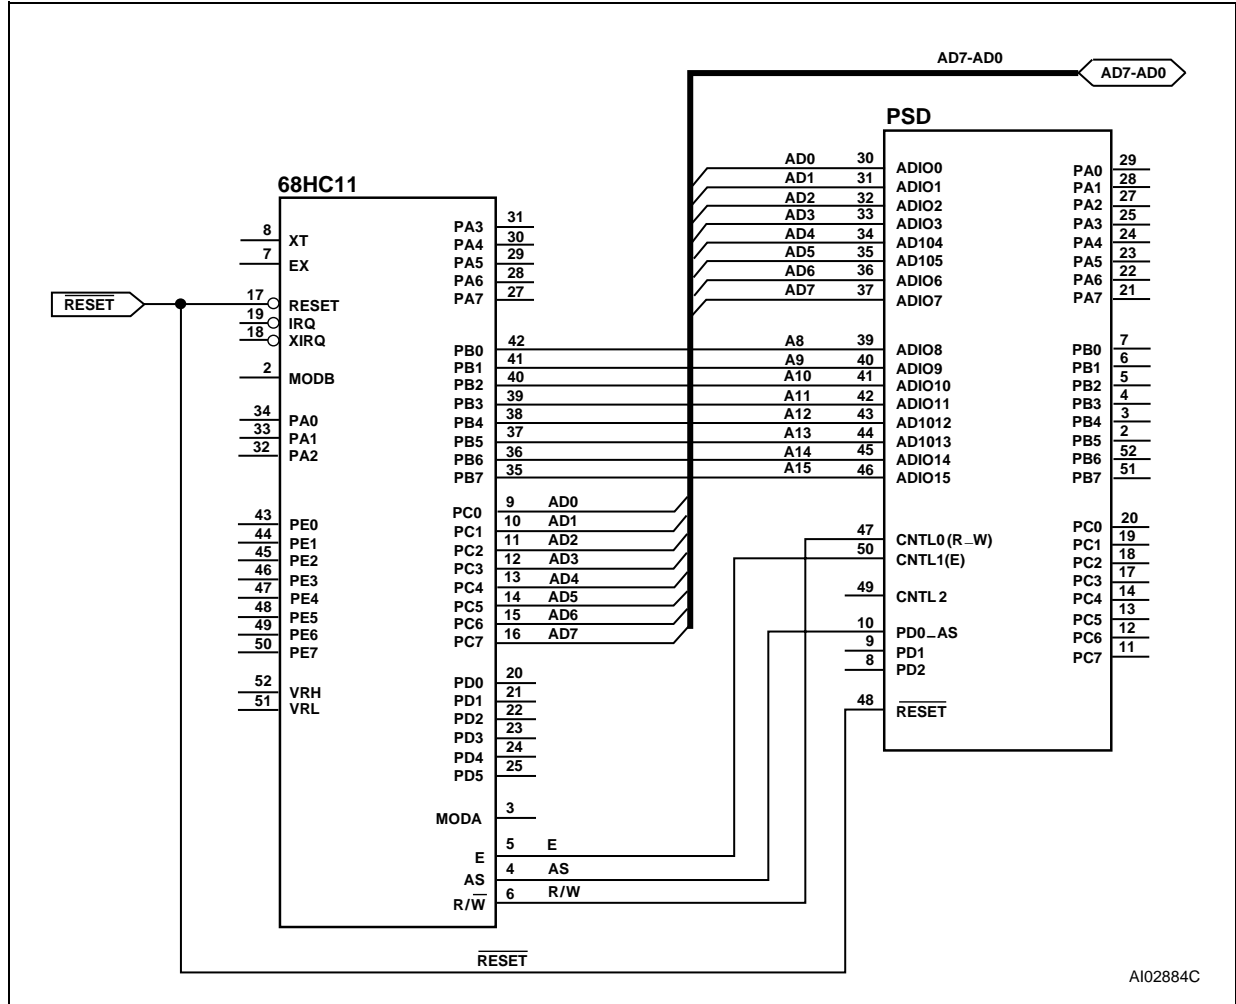 AD7-AD0
AD7-AD0
PSD
AD0 30 ADIO0
AD1 31 ADIO1
AD2 32 ADIO2
AD3 33 ADIO3
AD4 34 AD104
AD5 35 AD105
AD6 36 ADIO6
AD7 37 ADIO7
A8 39 ADIO8
A9 40 ADIO9
A10 41 ADIO10
A11 42 ADIO11
A12 43 AD1012
A13 44 AD1013
A14 45 ADIO14
A15 46 ADIO15
47 CNTL0(R_W)
50 CNTL1(E)
49 CNTL2
10 PD0_AS
9 PD1
8 PD2
48 RESET
PA0 29
PA1 28
PA2 27
PA3 25
PA4 24
PA5 23
PA6 22
PA7 21
PB0 7
PB1 6
PB2 5
PB3 4
PB4 3
PB5 2
PB6 52
PB7 51
PC0 20
PC1 19
PC2 18
PC3 17
PC4 14
PC5 13
PC6 12
PC7 11
68HC11
8 XT
7 EX
RESET
17 RESET
19 IRQ
18 XIRQ
2 MODB
34 PA0
33 PA1
32 PA2
43 PE0
44 PE1
45 PE2
46 PE3
47 PE4
48 PE5
49 PE6
50 PE7
52 VRH
51 VRL
PA3 31
PA4 30
PA5 29
PA6 28
PA7 27
PB0 42
PB1 41
PB2 40
PB3 39
PB4 38
PB5 37
PB6 36
PB7 35
PC0 9 AD0
PC1 10 AD1
PC2 11 AD2
PC3 12 AD3
PC4 13 AD4
PC5 14 AD5
PC6 15 AD6
PC7 16 AD7
PD0 20
PD1 21
PD2 22
PD3 23
PD4 24
PD5 25
MODA 3
E 5 E
AS 4 AS
R/W 6 R/W
RESET
AI02884C